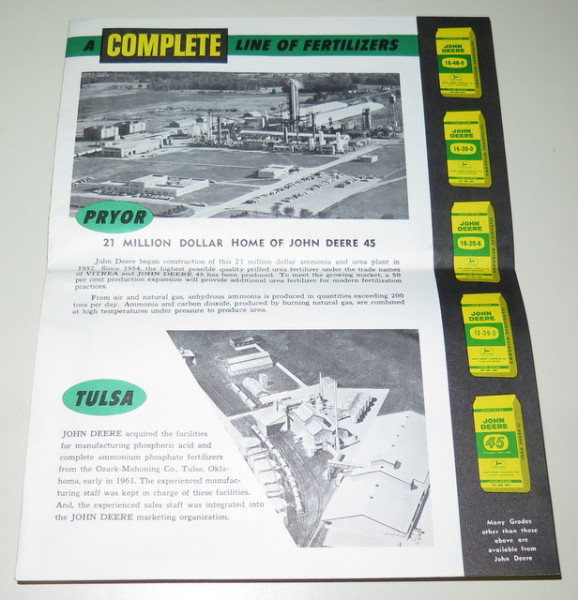 A COMPLETE LINE OF FERTILIZERS
PRYOR
21 MILLION DOLLAR HOME OF JOHN DEERE 45
John Deere began construction of this 21 million dollar ammonia and urea plant in
1952. Since 1954, the highest possible quality prilled urea fertilizer under the trade names
of VITREA and JOHN DEERE 45 has been produced. To meet the growing market, a 50
per cent production expansion will provide additional urea fertilizer for modern fertilization
practices.
From air and natural gas, anhydrous ammonia is produced in quantities exceeding 200
tons per day. Ammonia and carbon dioxide, produced by burning natural gas, are combined
at high temperatures under pressure to produce urea.
TULSA
JOHN DEERE acquired the facilities
for manufacturing phosphoric acid and
complete ammonium phosphate fertilizers
from the Ozark-Mahoning Co., Tulsa, Okla-
homa, early in 1961. The experienced manufac-
turing staff was kept in charge of these facilities.
And, the experienced sales staff was integrated into
the JOHN DEERE marketing organization.
JOHN
DEERE
JOHN
DEERE
16-20-0
JOHN
DEERE
JOHN
DEERE
JOHN
DEERE
45
Many Grades
other than those
above are
available from
John Deere